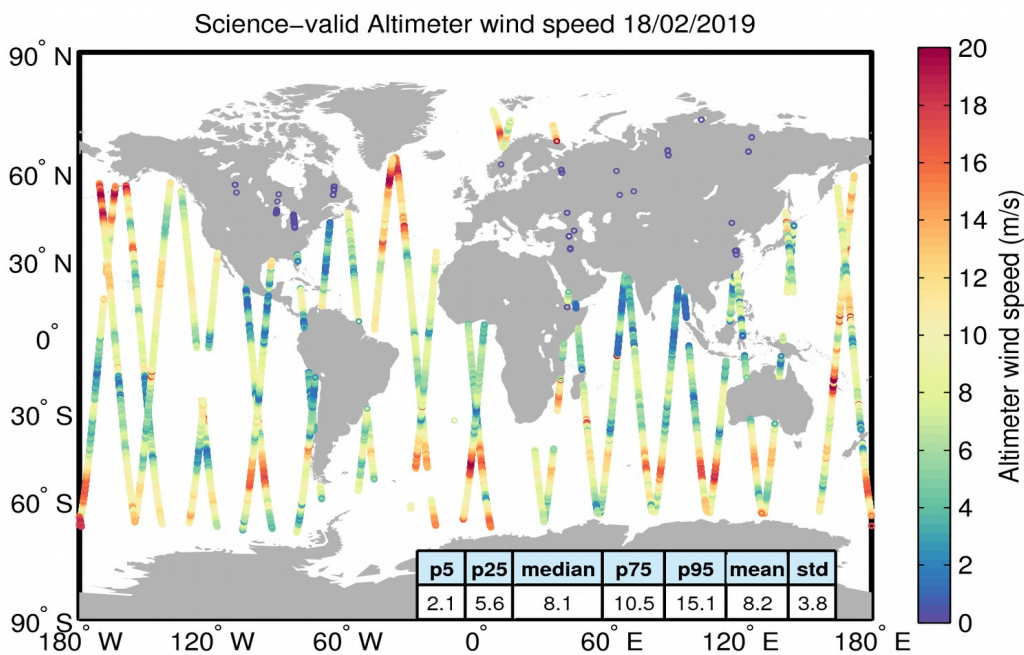 Science−valid Altimeter wind speed 18/02/2019
90° N
60° N
30° N
0°
30° S
60° S
90° S
180° W
120° W
60° W
0°
60° E
120° E
180° E
p5 p25 median p75 p95 mean std
2.1 5.6 8.1 10.5 15.1 8.2 3.8
20
18
16
14
12
10
8
6
4
2
0
Altimeter wind speed (m/s)